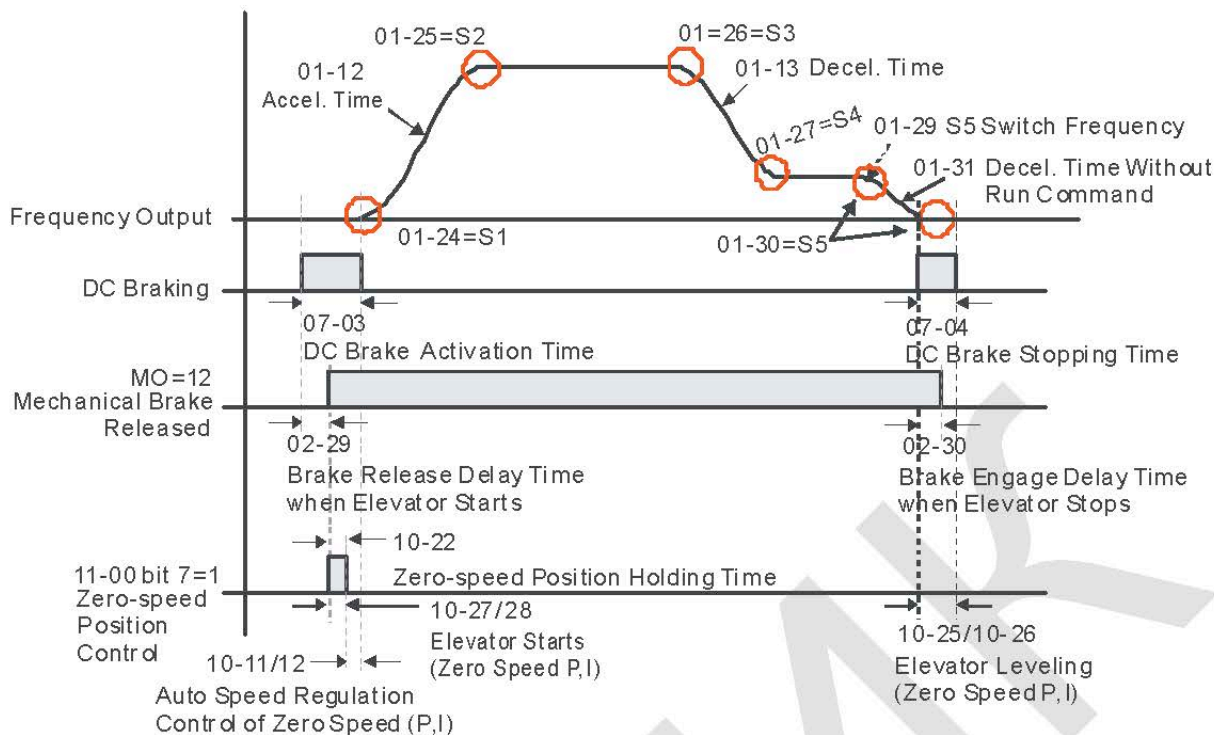 01-25=S2
01=26=S3
01-12
Accel. Time
01-13 Decel. Time
01-27=S4
01-29 S5 Switch Frequency
01-31 Decel. Time Without
Run Command
Frequency Output
01-24=S1
01-30=S5
DC Braking
07-03
DC Brake Activation Time
07-04
DC Brake Stopping Time
MO=12
Mechanical Brake
Released
02-29
Brake Release Delay Time
when Elevator Starts
02-30
Brake Engage Delay Time
when Elevator Stops
10-22
Zero-speed Position Holding Time
11-00 bit 7=1
Zero-speed
Position
Control
10-27/28
Elevator Starts
(Zero Speed P,I)
10-25/10-26
Elevator Leveling
(Zero Speed P,I)
10-11/12
Auto Speed Regulation
Control of Zero Speed (P,I)